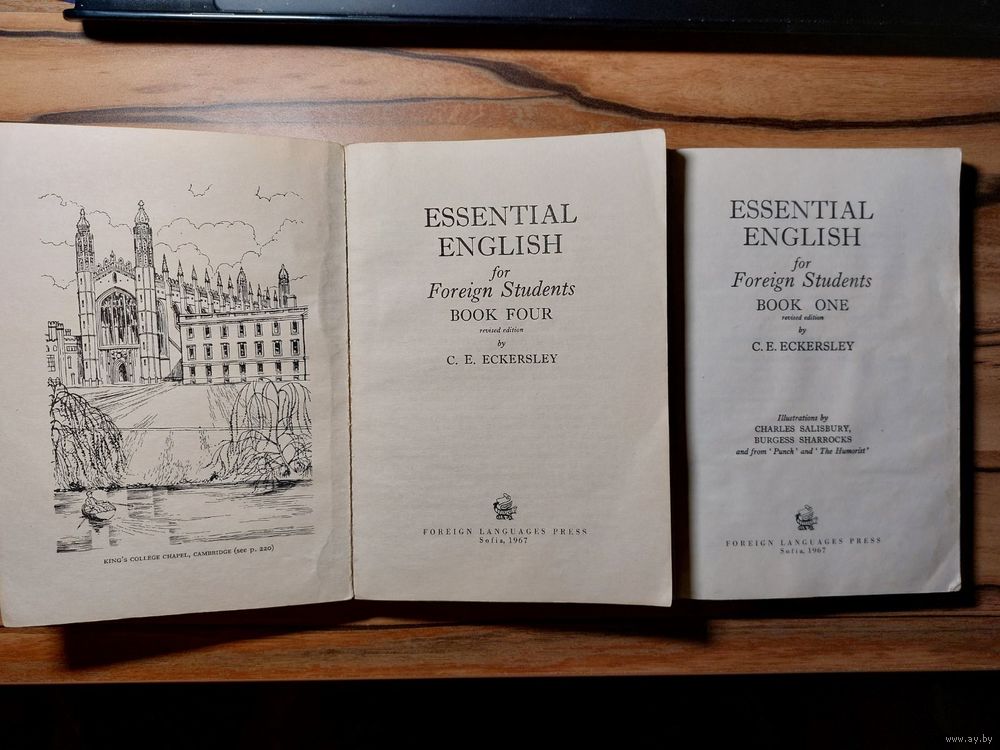 KING'S COLLEGE CHAPEL, CAMBRIDGE (see p. 220)
ESSENTIAL
ENGLISH
for
Foreign Students
BOOK FOUR
revised edition
by
C. E. ECKERSLEY
FOREIGN LANGUAGES PRESS
Sofia, 1967
ESSENTIAL
ENGLISH
for
Foreign Students
BOOK ONE
revised edition
by
C. E. ECKERSLEY
Illustrations by
CHARLES SALISBURY,
BURGESS SHARROCKS
and from 'Punch' and 'The Humorist'
FOREIGN LANGUAGES PRESS
Sofia, 1967
www.ay.by